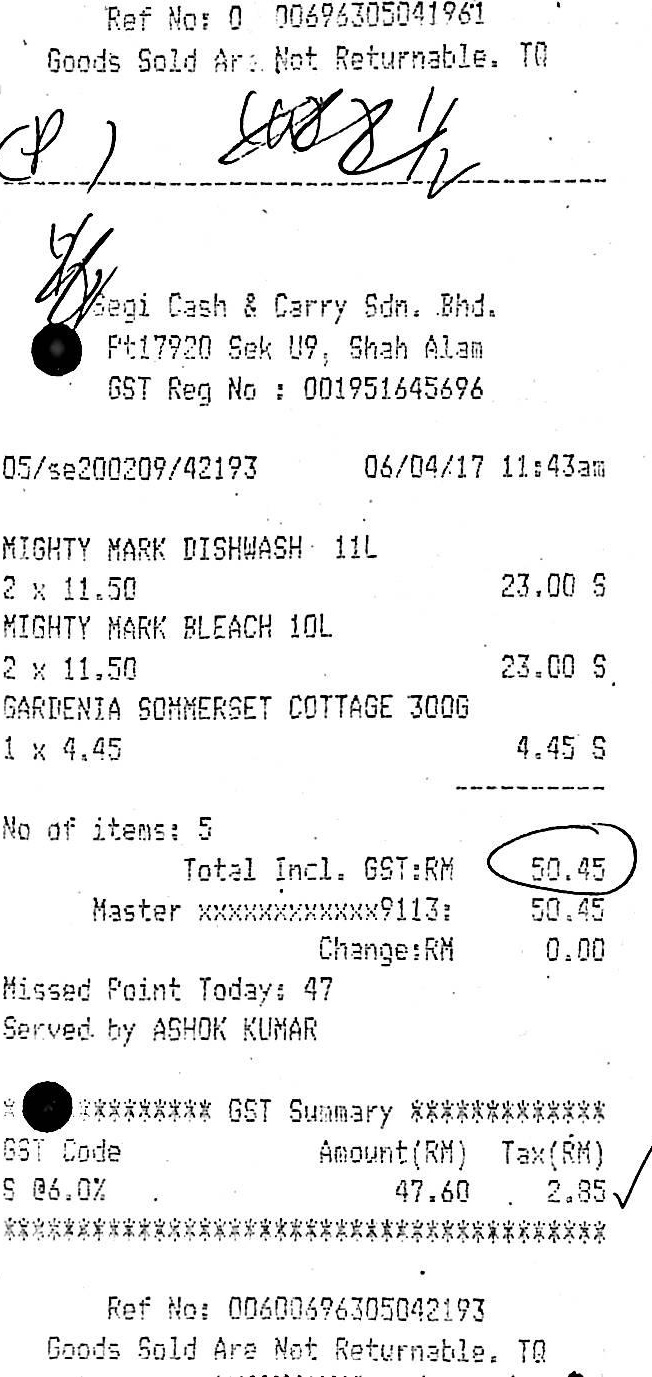 Ref No: 0 00696305041961
Goods Sold Are Not Returnable. TQ
Segi Cash & Carry Sdn. Bhd.
Pt17920 Sek U9, Shah Alam
GST Reg No : 001951645696
05/se200209/42193 06/04/17 11:43am
MIGHTY MARK DISHWASH 11L
2 x 11.50 23.00 S
MIGHTY MARK BLEACH 10L
2 x 11.50 23.00 S
GARDENIA SOMMERSET COTTAGE 300G
1 x 4.45 4.45 S
----------
No of items: 5
Total Incl. GST:RM 50.45
Master xxxxxxxxxxxx9113: 50.45
Change:RM 0.00
Missed Point Today: 47
Served by ASHOK KUMAR
************ GST Summary *************
GST Code Amount(RM) Tax(RM)
S @6.0% 47.60 2.85
****************************************
Ref No: 00600696305042193
Goods Sold Are Not Returnable. TQ